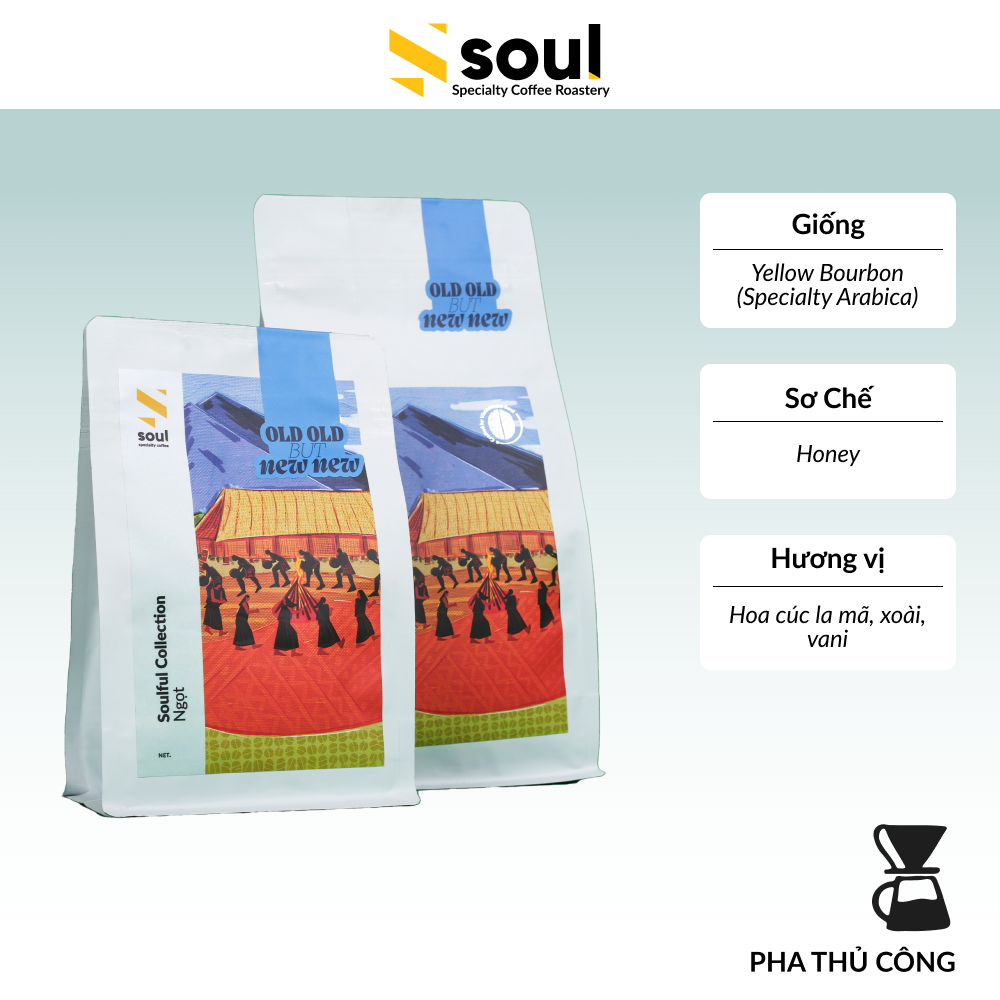 soul
Specialty Coffee Roastery
OLD OLD
BUT
new new
soul
specialty coffee
OLD OLD
BUT
new new
Soulful Collection
Ngọt
NET.
Giống
Yellow Bourbon
(Specialty Arabica)
Sơ Chế
Honey
Hương vị
Hoa cúc la mã, xoài,
vani
PHA THỦ CÔNG